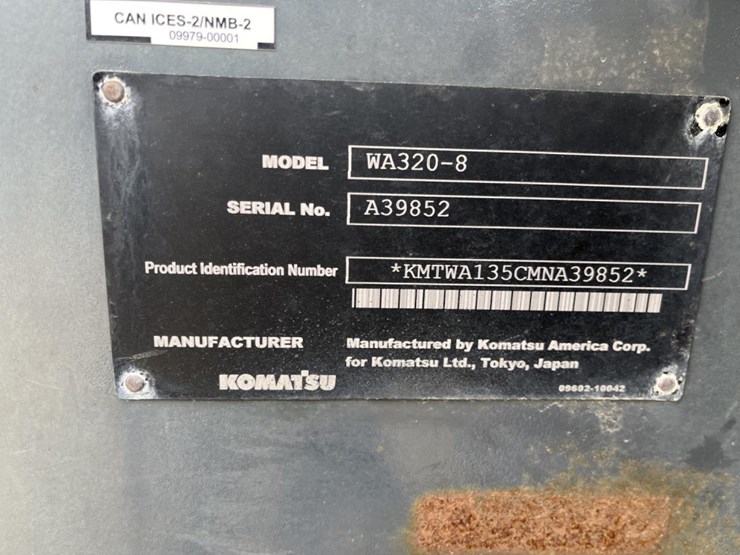 CAN ICES-2/NMB-2
09979-00001
MODEL WA320-8
SERIAL No. A39852
Product Identification Number *KMTWA135CMNA39852*
MANUFACTURER Manufactured by Komatsu America Corp.
for Komatsu Ltd., Tokyo, Japan
KOMATSU 09602-10042